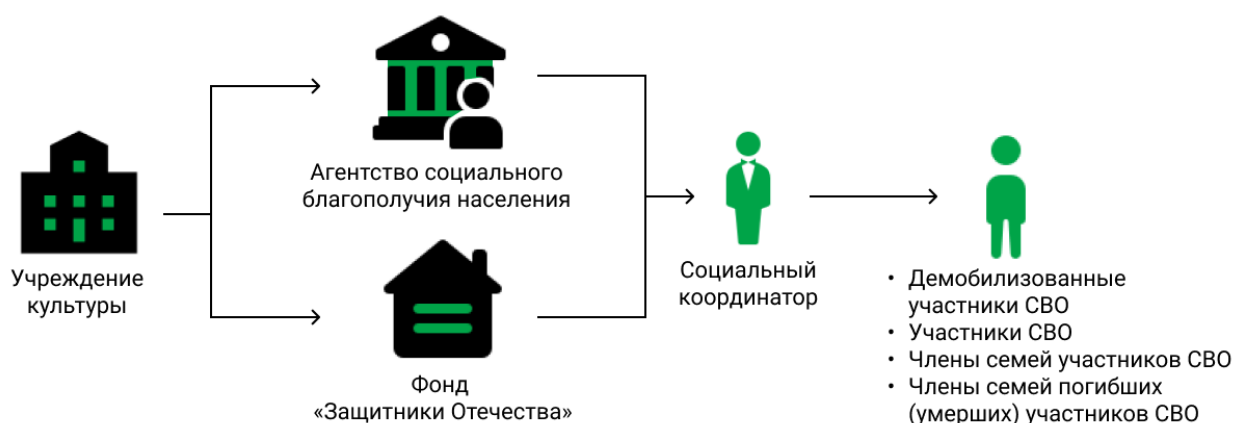 Агентство социального
благополучия населения
Учреждение
культуры
Фонд
«Защитники Отечества»
Социальный
координатор
• Демобилизованные
участники СВО
• Участники СВО
• Члены семей участников СВО
• Члены семей погибших
(умерших) участников СВО